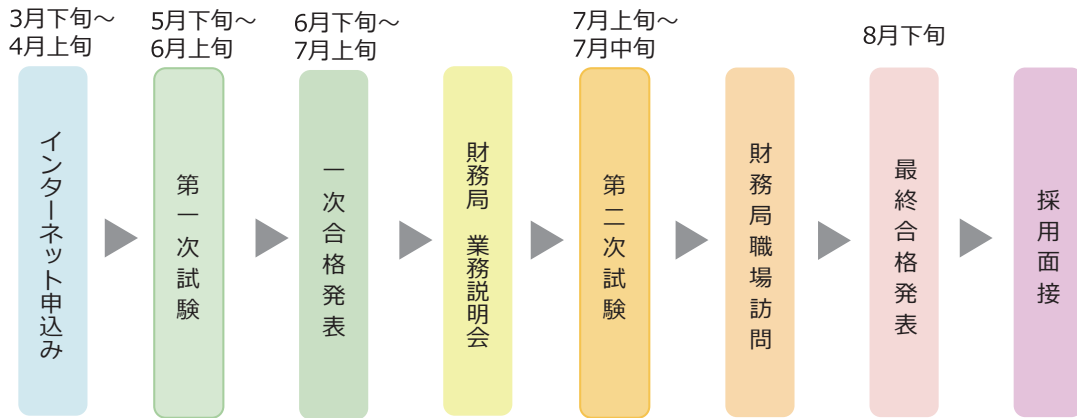 3月下旬～
4月上旬
インターネット申込み
5月下旬～
6月上旬
第一次試験
6月下旬～
7月上旬
一次合格発表
財務局　業務説明会
7月上旬～
7月中旬
第二次試験
財務局職場訪問
8月下旬
最終合格発表
採用面接